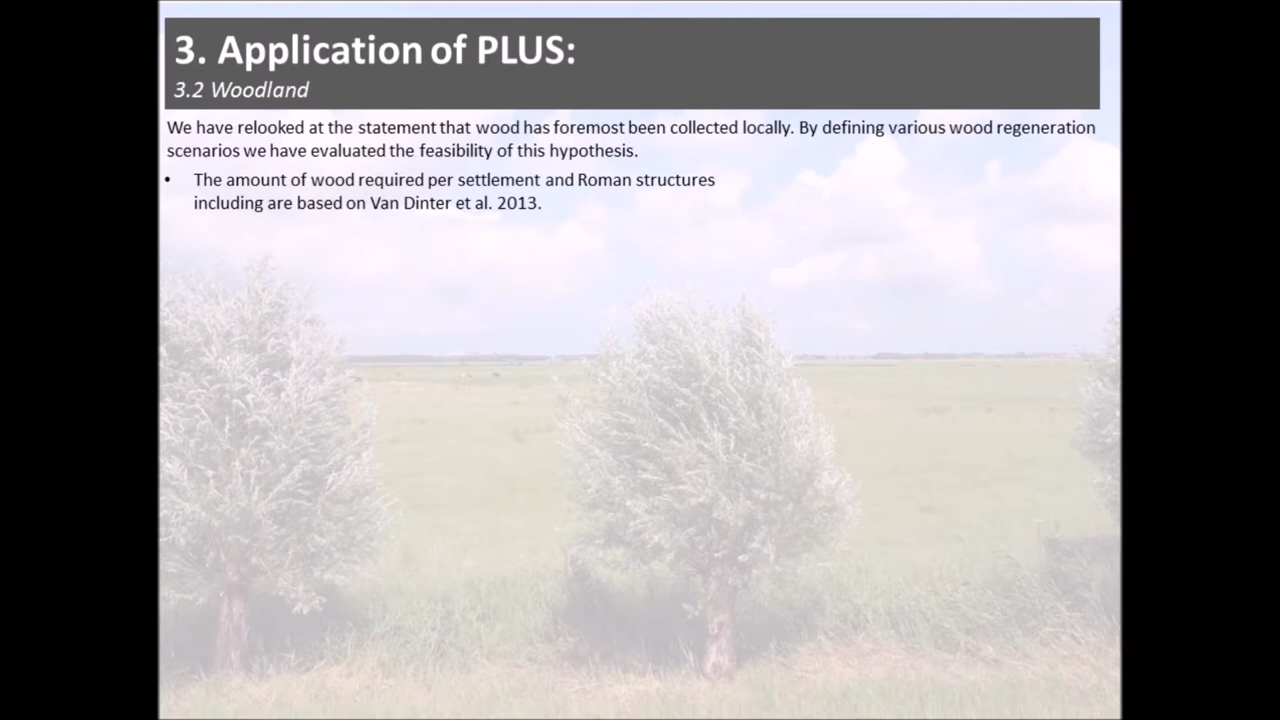 3. Application of PLUS:
3.2 Woodland
We have relooked at the statement that wood has foremost been collected locally. By defining various wood regeneration
scenarios we have evaluated the feasibility of this hypothesis.
• The amount of wood required per settlement and Roman structures
including are based on Van Dinter et al. 2013.